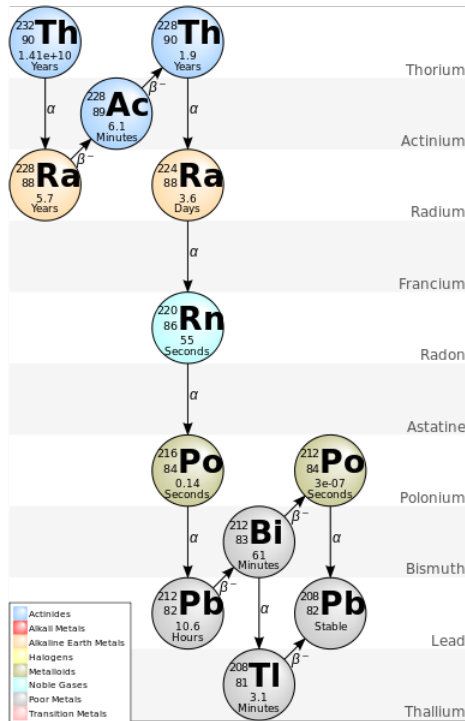 232
90
Th
1.41e+10
Years
228
90
Th
1.9
Years
Thorium
α
β−
α
228
89
Ac
6.1
Minutes
Actinium
β−
228
88
Ra
5.7
Years
224
88
Ra
3.6
Days
Radium
α
Francium
220
86
Rn
55
Seconds
Radon
α
Astatine
216
84
Po
0.14
Seconds
212
84
Po
3e-07
Seconds
Polonium
β−
α
α
212
83
Bi
61
Minutes
Bismuth
β−
212
82
Pb
10.6
Hours
α
208
82
Pb
Stable
Lead
β−
208
81
Tl
3.1
Minutes
Thallium
Actinides
Alkali Metals
Alkaline Earth Metals
Halogens
Metalloids
Noble Gases
Poor Metals
Transition Metals